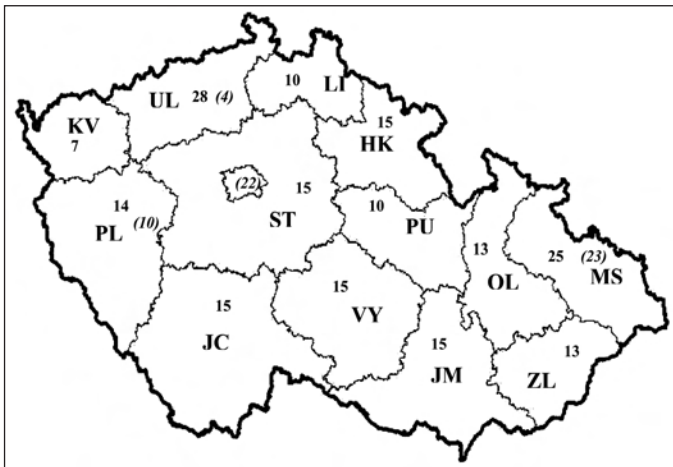 10 LI
UL 28 (4)
KV
7
15
HK
(22) 15
ST
14
(10)
PL
10
PU
13
OL
25 (23)
MS
15
JC
15
VY
15
JM
13
ZL